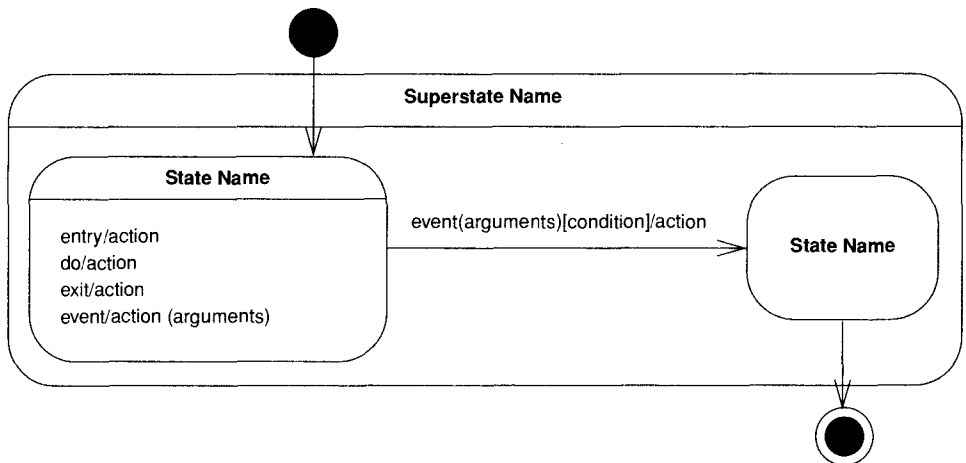 Superstate Name
State Name
entry/action
do/action
exit/action
event/action (arguments)
event(arguments)[condition]/action
State Name